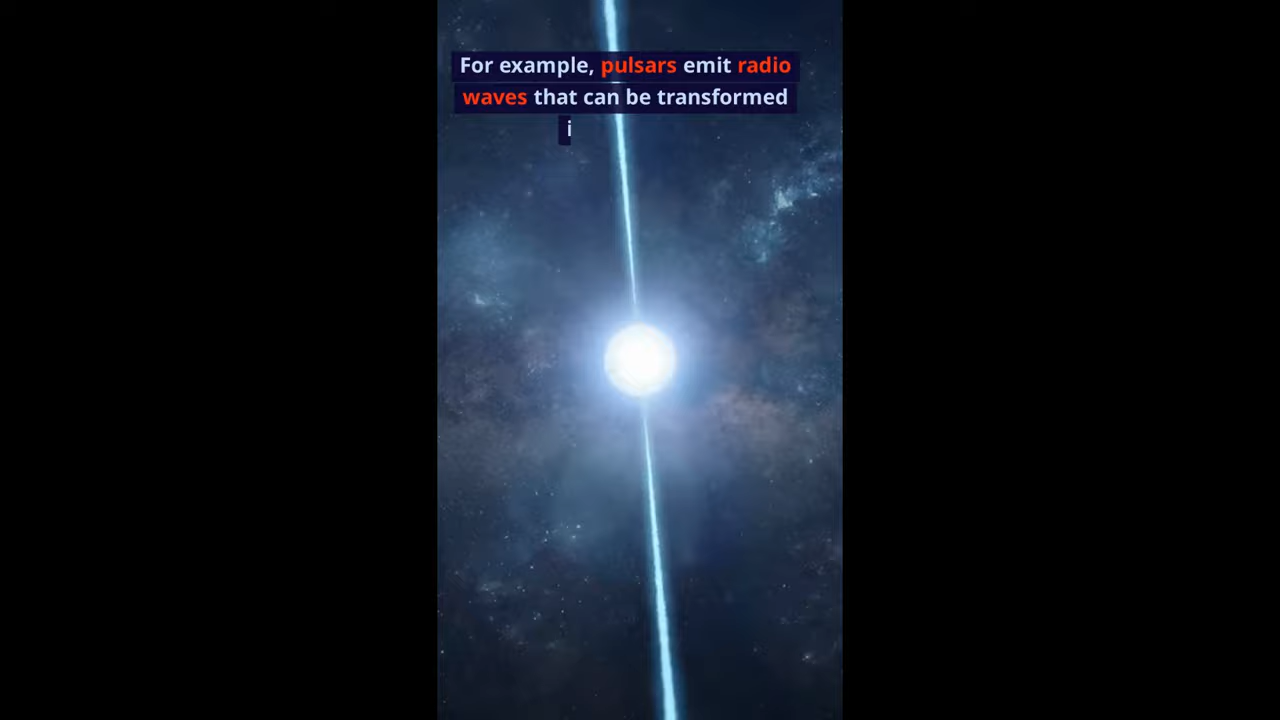 For example, pulsars emit radio
waves that can be transformed
i